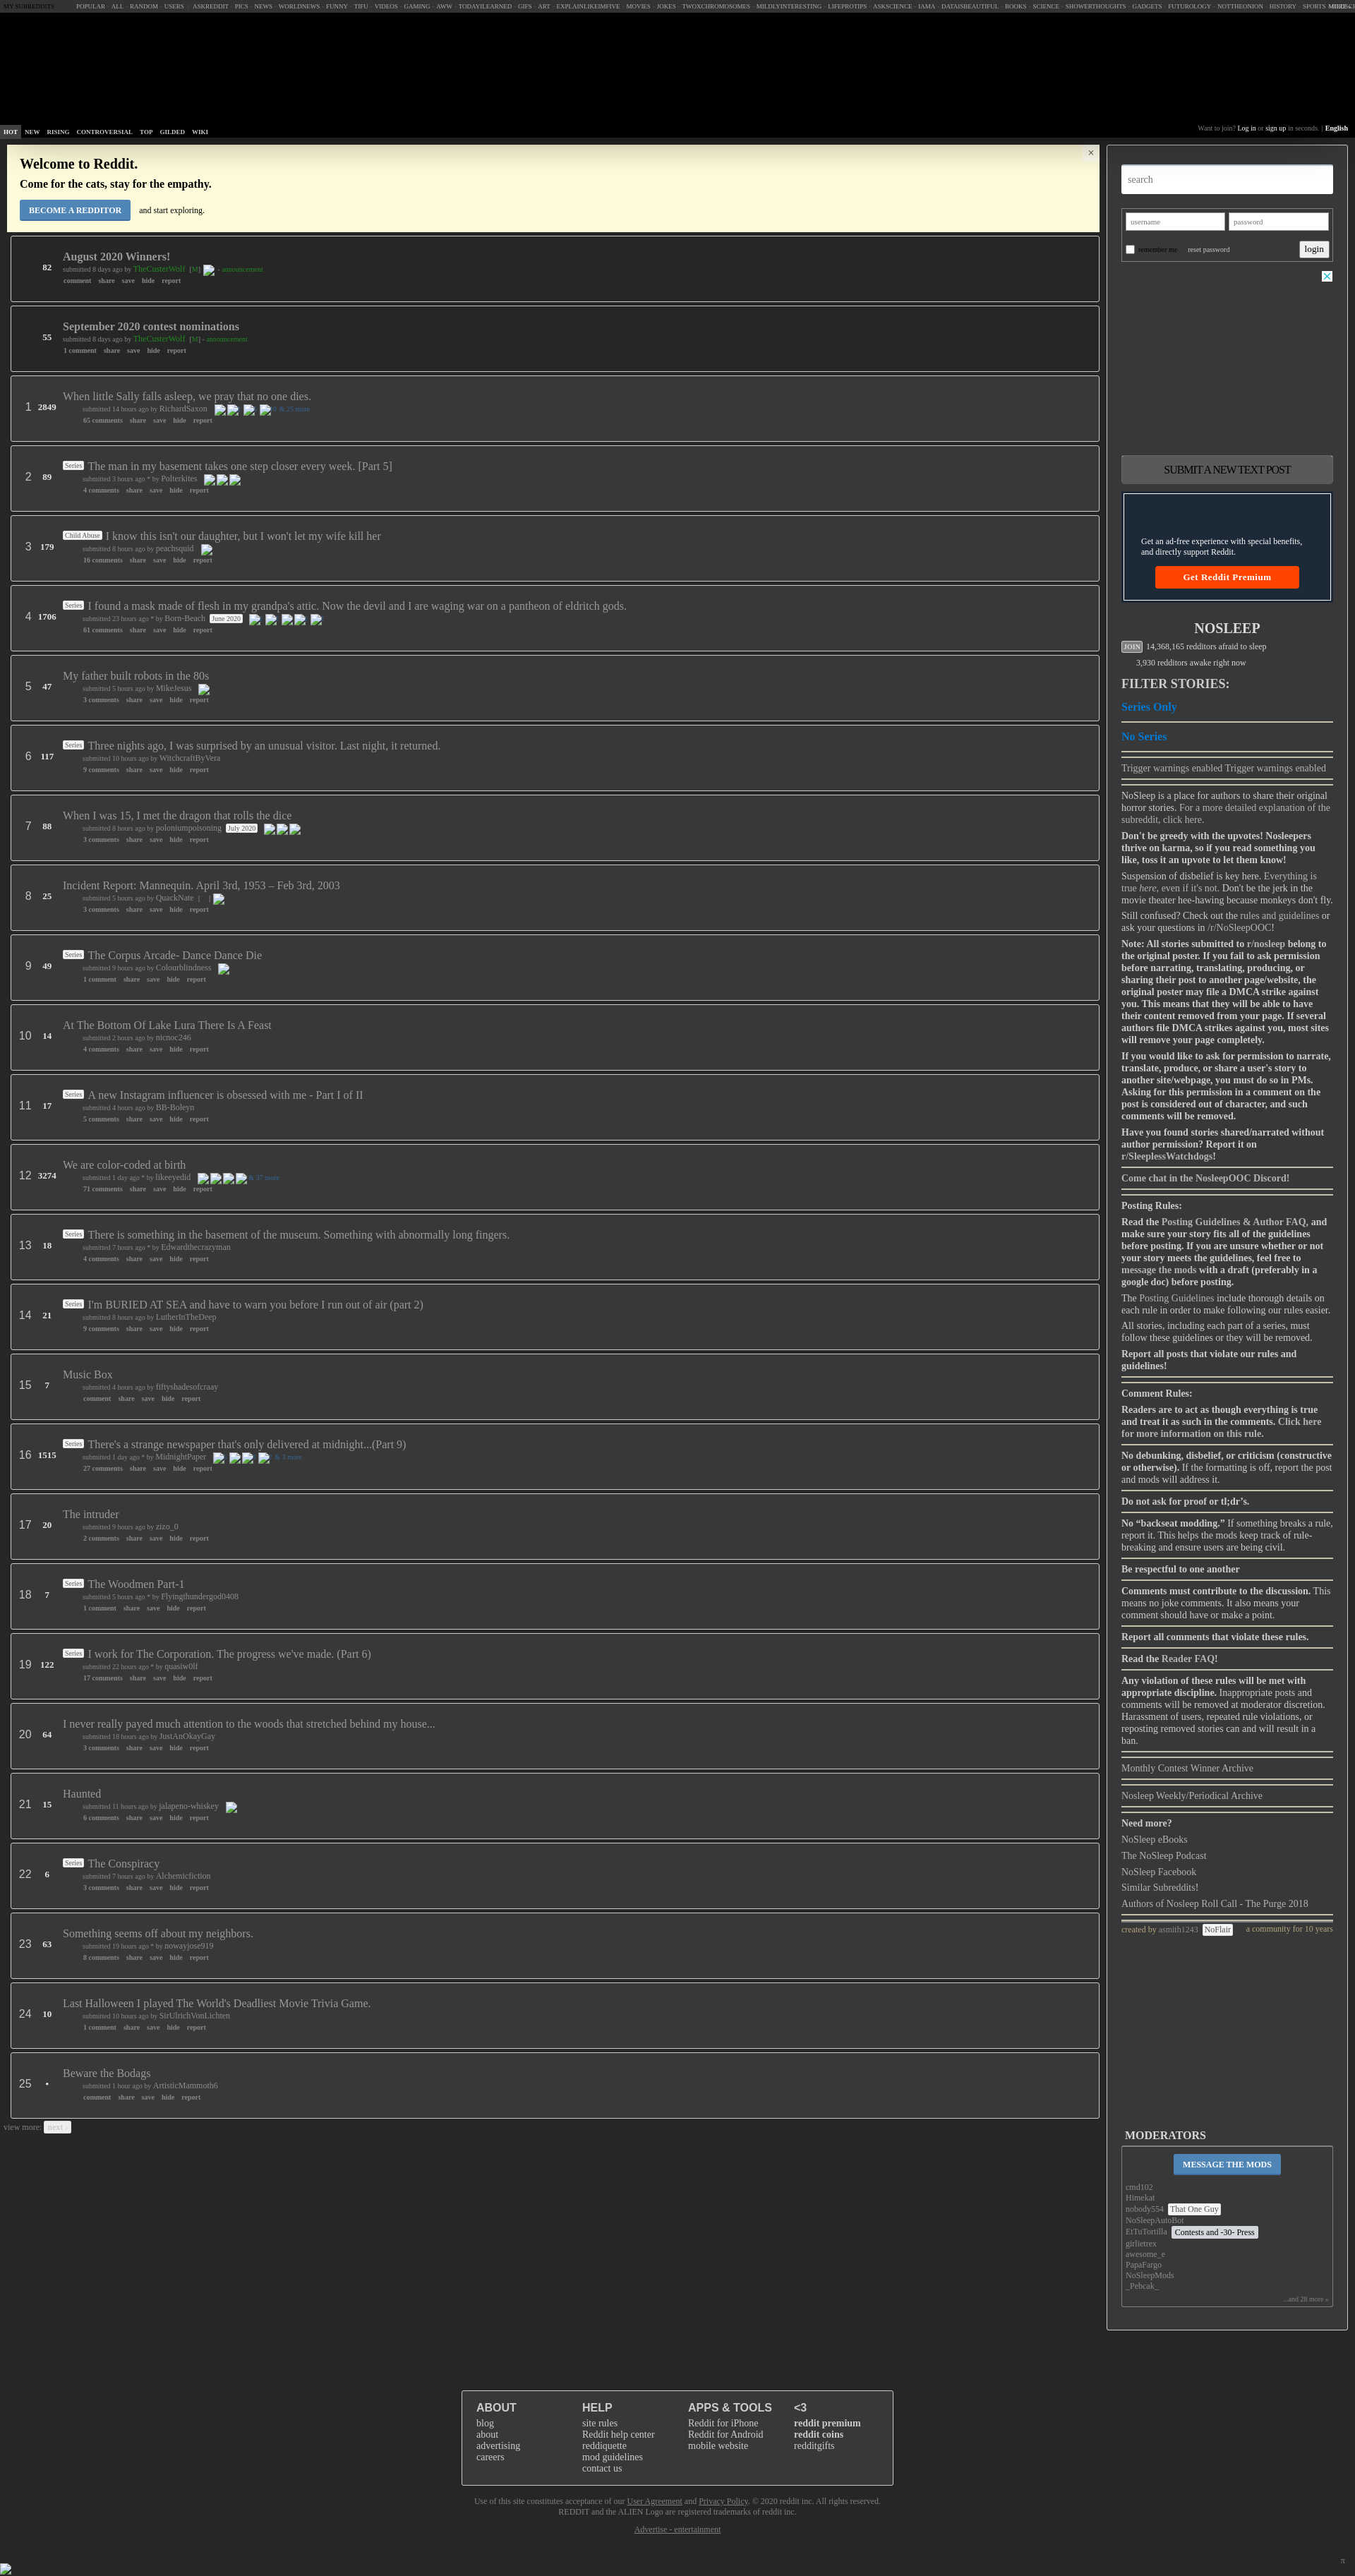 MY SUBREDDITS POPULAR - ALL - RANDOM - USERS | ASKREDDIT - PICS - NEWS - WORLDNEWS - FUNNY - TIFU - VIDEOS - GAMING - AWW - TODAYILEARNED - GIFS - ART - EXPLAINLIKEIMFIVE - MOVIES - JOKES - TWOXCHROMOSOMES - MILDLYINTERESTING - LIFEPROTIPS - ASKSCIENCE - IAMA - DATAISBEAUTIFUL - BOOKS - SCIENCE - SHOWERTHOUGHTS - GADGETS - FUTUROLOGY - NOTTHEONION - HISTORY - SPORTS
HOT NEW RISING CONTROVERSIAL TOP GILDED WIKI
Want to join? Log in or sign up in seconds. | English
Welcome to Reddit.
×
Come for the cats, stay for the empathy.
BECOME A REDDITOR and start exploring.
82
August 2020 Winners!
submitted 8 days ago by TheCusterWolf [M] - announcement
comment share save hide report
55
September 2020 contest nominations
submitted 8 days ago by TheCusterWolf [M] - announcement
1 comment share save hide report
1 2849
When little Sally falls asleep, we pray that no one dies.
submitted 14 hours ago by RichardSaxon & 21 more
65 comments share save hide report
2 89
Series The man in my basement takes one step closer every week. [Part 5]
submitted 3 hours ago * by Polterkites
4 comments share save hide report
3 179
Child Abuse I know this isn't our daughter, but I won't let my wife kill her
submitted 8 hours ago by peachsquid
16 comments share save hide report
4 1706
Series I found a mask made of flesh in my grandpa's attic. Now the devil and I are waging war on a pantheon of eldritch gods.
submitted 23 hours ago * by Born-Beach June 2020
61 comments share save hide report
5 47
My father built robots in the 80s
submitted 5 hours ago by MikeJesus
3 comments share save hide report
6 117
Series Three nights ago, I was surprised by an unusual visitor. Last night, it returned.
submitted 10 hours ago by WitchcraftByVera
9 comments share save hide report
7 88
When I was 15, I met the dragon that rolls the dice
submitted 8 hours ago by poloniumpoisoning July 2020
3 comments share save hide report
8 25
Incident Report: Mannequin. April 3rd, 1953 – Feb 3rd, 2003
submitted 5 hours ago by QuackNate [ ]
3 comments share save hide report
9 49
Series The Corpus Arcade- Dance Dance Die
submitted 9 hours ago by Colourblindness
1 comment share save hide report
10 14
At The Bottom Of Lake Lura There Is A Feast
submitted 2 hours ago by nicnoc246
4 comments share save hide report
11 17
Series A new Instagram influencer is obsessed with me - Part I of II
submitted 4 hours ago by BB-Boleyn
5 comments share save hide report
12 3274
We are color-coded at birth
submitted 1 day ago * by likeeyedid & 37 more
71 comments share save hide report
13 18
Series There is something in the basement of the museum. Something with abnormally long fingers.
submitted 7 hours ago * by Edwardthecrazyman
4 comments share save hide report
14 21
Series I'm BURIED AT SEA and have to warn you before I run out of air (part 2)
submitted 8 hours ago by LutherInTheDeep
9 comments share save hide report
15 7
Music Box
submitted 4 hours ago by fiftyshadesofcraay
comment share save hide report
16 1515
Series There's a strange newspaper that's only delivered at midnight...(Part 9)
submitted 1 day ago * by MidnightPaper & 3 more
27 comments share save hide report
17 20
The intruder
submitted 9 hours ago by zizo_0
2 comments share save hide report
18 7
Series The Woodmen Part-1
submitted 5 hours ago * by Flyingthundergod0408
1 comment share save hide report
19 122
Series I work for The Corporation. The progress we've made. (Part 6)
submitted 22 hours ago * by quasiw0lf
17 comments share save hide report
20 64
I never really payed much attention to the woods that stretched behind my house...
submitted 18 hours ago by JustAnOkayGay
3 comments share save hide report
21 15
Haunted
submitted 11 hours ago by jalapeno-whiskey
6 comments share save hide report
22 6
Series The Conspiracy
submitted 7 hours ago by Alchemicfiction
3 comments share save hide report
23 63
Something seems off about my neighbors.
submitted 19 hours ago * by nowayjose919
8 comments share save hide report
24 10
Last Halloween I played The World's Deadliest Movie Trivia Game.
submitted 10 hours ago by SirUlrichVonLichten
1 comment share save hide report
25 •
Beware the Bodags
submitted 1 hour ago by ArtisticMammoth6
comment share save hide report
view more: next ›
search
username password
remember me reset password login
SUBMIT A NEW TEXT POST
Get an ad-free experience with special benefits,
and directly support Reddit.
Get Reddit Premium
NOSLEEP
JOIN 14,368,165 redditors afraid to sleep
3,930 redditors awake right now
FILTER STORIES:
Series Only
No Series
Trigger warnings enabled Trigger warnings enabled
NoSleep is a place for authors to share their original
horror stories. For a more detailed explanation of the
subreddit, click here.
Don't be greedy with the upvotes! Nosleepers
thrive on karma, so if you read something you
like, toss it an upvote to let them know!
Suspension of disbelief is key here. Everything is
true here, even if it's not. Don't be the jerk in the
movie theater hee-hawing because monkeys don't fly.
Still confused? Check out the rules and guidelines or
ask your questions in /r/NoSleepOOC!
Note: All stories submitted to r/nosleep belong to
the original poster. If you fail to ask permission
before narrating, translating, producing, or
sharing their post to another page/website, the
original poster may file a DMCA strike against
you. This means that they will be able to have
their content removed from your page. If several
authors file DMCA strikes against you, most sites
will remove your page completely.
If you would like to ask for permission to narrate,
translate, produce, or share a user's story to
another site/webpage, you must do so in PMs.
Asking for this permission in a comment on the
post is considered out of character, and such
comments will be removed.
Have you found stories shared/narrated without
author permission? Report it on
r/SleeplessWatchdogs!
Come chat in the NosleepOOC Discord!
Posting Rules:
Read the Posting Guidelines & Author FAQ, and
make sure your story fits all of the guidelines
before posting. If you are unsure whether or not
your story meets the guidelines, feel free to
message the mods with a draft (preferably in a
google doc) before posting.
The Posting Guidelines include thorough details on
each rule in order to make following our rules easier.
All stories, including each part of a series, must
follow these guidelines or they will be removed.
Report all posts that violate our rules and
guidelines!
Comment Rules:
Readers are to act as though everything is true
and treat it as such in the comments. Click here
for more information on this rule.
No debunking, disbelief, or criticism (constructive
or otherwise). If the formatting is off, report the post
and mods will address it.
Do not ask for proof or tl;dr’s.
No “backseat modding.” If something breaks a rule,
report it. This helps the mods keep track of rule-
breaking and ensure users are being civil.
Be respectful to one another
Comments must contribute to the discussion. This
means no joke comments. It also means your
comment should have or make a point.
Report all comments that violate these rules.
Read the Reader FAQ!
Any violation of these rules will be met with
appropriate discipline. Inappropriate posts and
comments will be removed at moderator discretion.
Harassment of users, repeated rule violations, or
reposting removed stories can and will result in a
ban.
Monthly Contest Winner Archive
Nosleep Weekly/Periodical Archive
Need more?
NoSleep eBooks
The NoSleep Podcast
NoSleep Facebook
Similar Subreddits!
Authors of Nosleep Roll Call - The Purge 2018
created by asmith1243 NoFlair a community for 10 years
MODERATORS
MESSAGE THE MODS
cmd102
Himekat
nobody554 That One Guy
NoSleepAutoBot
EtTuTortilla Contests and -30- Press
girlietrex
awesome_e
PapaFargo
NoSleepMods
_Pebcak_
...and 28 more »
ABOUT
blog
about
advertising
careers
HELP
site rules
Reddit help center
reddiquette
mod guidelines
contact us
APPS & TOOLS
Reddit for iPhone
Reddit for Android
mobile website
<3
reddit premium
reddit coins
redditgifts
Use of this site constitutes acceptance of our User Agreement and Privacy Policy. © 2020 reddit inc. All rights reserved.
REDDIT and the ALIEN Logo are registered trademarks of reddit inc.
Advertise - entertainment
π